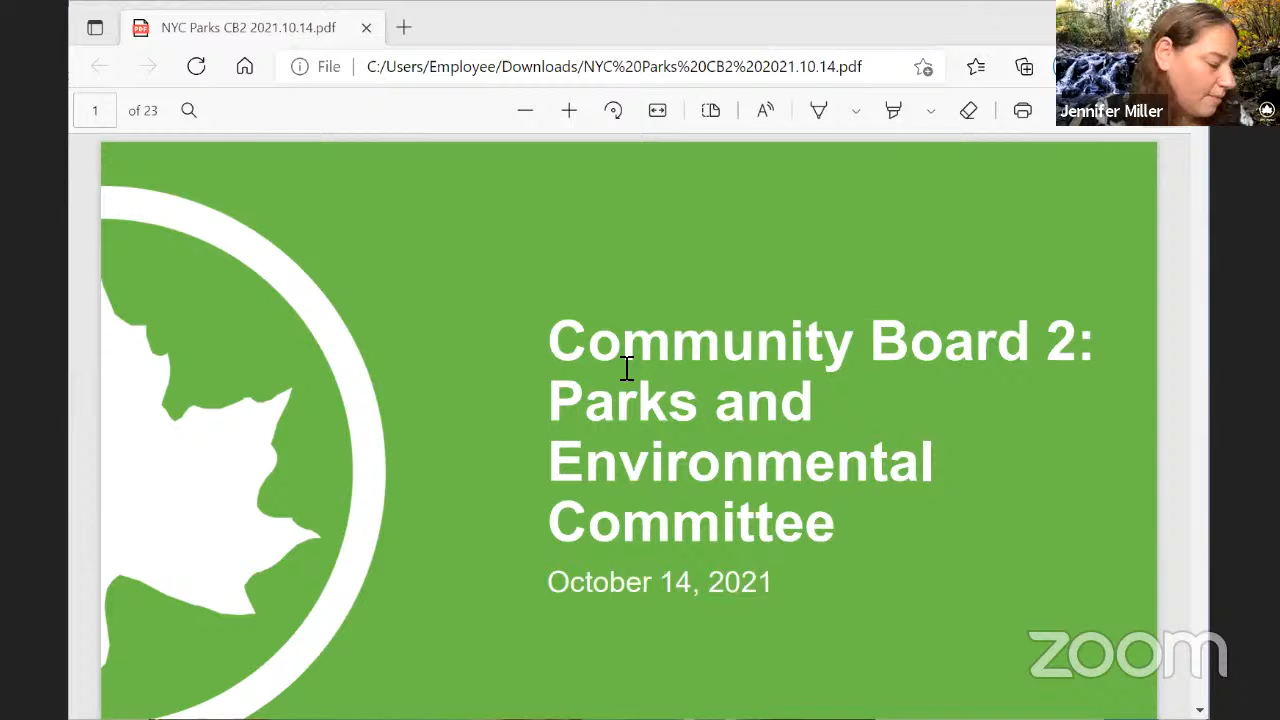 NYC Parks CB2 2021.10.14.pdf
File
C:/Users/Employee/Downloads/NYC%20Parks%20CB2%202021.10.14.pdf
1 of 23
Jennifer Miller
Community Board 2:
Parks and
Environmental
Committee
October 14, 2021
zoom